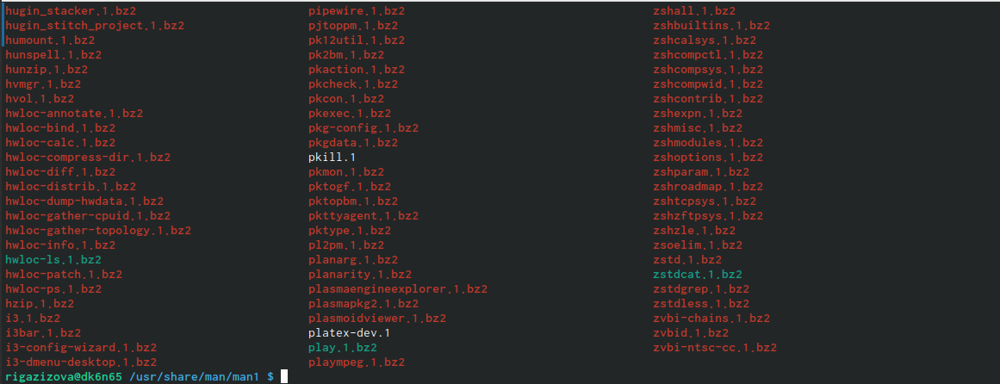 hugin_stacker.1.bz2 pipewire.1.bz2 zshall.1.bz2
hugin_stitch_project.1.bz2 pjtoppm.1.bz2 zshbuiltins.1.bz2
humount.1.bz2 pk12util.1.bz2 zshcalsys.1.bz2
hunspell.1.bz2 pk2bm.1.bz2 zshcompctl.1.bz2
hunzip.1.bz2 pkaction.1.bz2 zshcompsys.1.bz2
hvmgr.1.bz2 pkcheck.1.bz2 zshcompwid.1.bz2
hvol.1.bz2 pkcon.1.bz2 zshcontrib.1.bz2
hwloc-annotate.1.bz2 pkexec.1.bz2 zshexpn.1.bz2
hwloc-bind.1.bz2 pkg-config.1.bz2 zshmisc.1.bz2
hwloc-calc.1.bz2 pkgdata.1.bz2 zshmodules.1.bz2
hwloc-compress-dir.1.bz2 pkill.1 zshoptions.1.bz2
hwloc-diff.1.bz2 pkmon.1.bz2 zshparam.1.bz2
hwloc-distrib.1.bz2 pktogf.1.bz2 zshroadmap.1.bz2
hwloc-dump-hwdata.1.bz2 pktopbm.1.bz2 zshtcpsys.1.bz2
hwloc-gather-cpuid.1.bz2 pkttyagent.1.bz2 zshzftpsys.1.bz2
hwloc-gather-topology.1.bz2 pktype.1.bz2 zshzle.1.bz2
hwloc-info.1.bz2 pl2pm.1.bz2 zsoelim.1.bz2
hwloc-ls.1.bz2 planarg.1.bz2 zstd.1.bz2
hwloc-patch.1.bz2 planarity.1.bz2 zstdcat.1.bz2
hwloc-ps.1.bz2 plasmaengineexplorer.1.bz2 zstdgrep.1.bz2
hzip.1.bz2 plasmapkg2.1.bz2 zstdless.1.bz2
i3.1.bz2 plasmoidviewer.1.bz2 zvbi-chains.1.bz2
i3bar.1.bz2 platex-dev.1 zvbid.1.bz2
i3-config-wizard.1.bz2 play.1.bz2 zvbi-ntsc-cc.1.bz2
i3-dmenu-desktop.1.bz2 plaympeg.1.bz2
rigazizova@dk6n65 /usr/share/man/man1 $